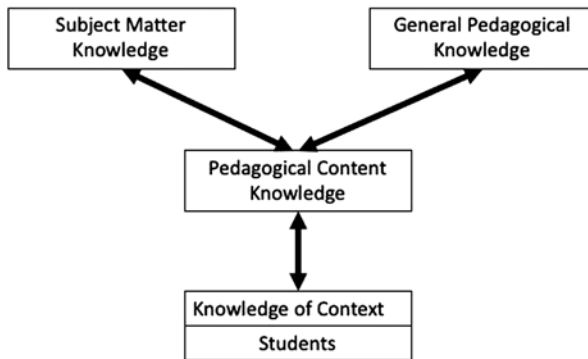 Subject Matter
Knowledge
General Pedagogical
Knowledge
Pedagogical Content
Knowledge
Knowledge of Context
Students